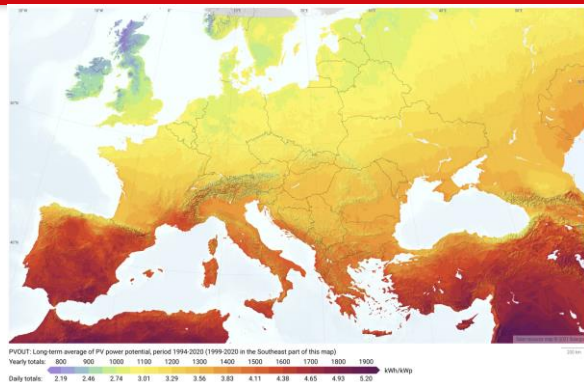 PVOUT: Long-term average of PV power potential, period 1994-2020 (1999-2020 in the Southeast part of this map)
Yearly totals: 800 900 1000 1100 1200 1300 1400 1500 1600 1700 1800 1900
kWh/kWp
Daily totals: 2.19 2.46 2.74 3.01 3.29 3.56 3.83 4.11 4.38 4.65 4.93 5.20